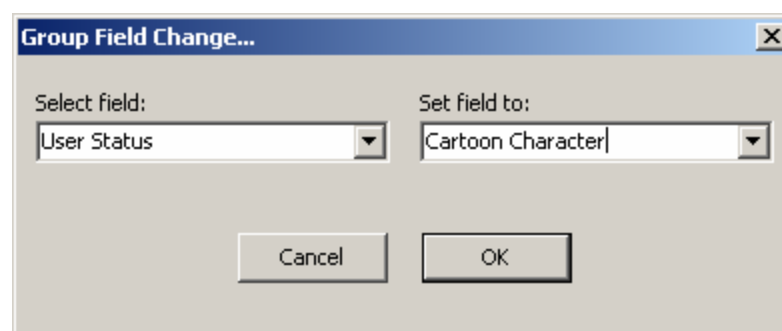 Group Field Change...
Select field:
Set field to:
User Status
Cartoon Character
Cancel
OK